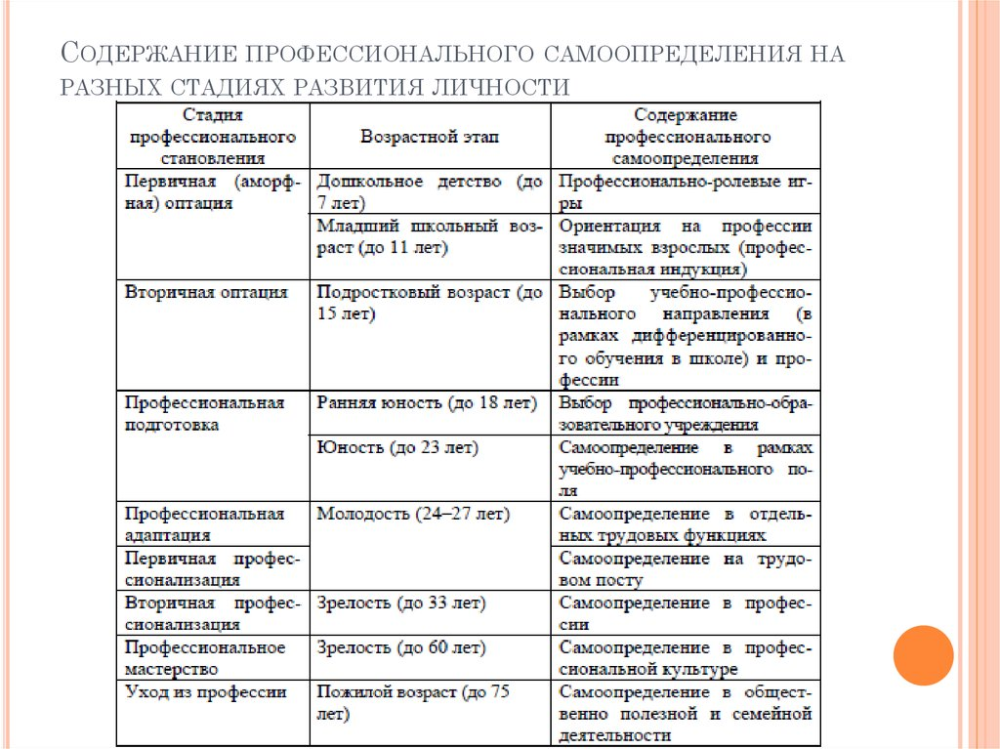 Содержание профессионального самоопределения на
разных стадиях развития личности
Стадия
профессионального
становления
Возрастной этап
Содержание
профессионального
самоопределения
Первичная (аморф-
ная) оптация
Дошкольное детство (до
7 лет)
Профессионально-ролевые иг-
ры
Младший школьный воз-
раст (до 11 лет)
Ориентация на профессии
значимых взрослых (профес-
сиональная индукция)
Вторичная оптация
Подростковый возраст (до
15 лет)
Выбор учебно-профессио-
нального направления (в
рамках дифференцированно-
го обучения в школе) и про-
фессии
Профессиональная
подготовка
Ранняя юность (до 18 лет)
Выбор профессионально-обра-
зовательного учреждения
Юность (до 23 лет)
Самоопределение в рамках
учебно-профессионального по-
ля
Профессиональная
адаптация
Молодость (24–27 лет)
Самоопределение в отдель-
ных трудовых функциях
Первичная профес-
сионализация
Самоопределение на трудо-
вом посту
Вторичная профес-
сионализация
Зрелость (до 33 лет)
Самоопределение в профес-
сии
Профессиональное
мастерство
Зрелость (до 60 лет)
Самоопределение в профес-
сиональной культуре
Уход из профессии
Пожилой возраст (до 75
лет)
Самоопределение в общест-
венно полезной и семейной
деятельности